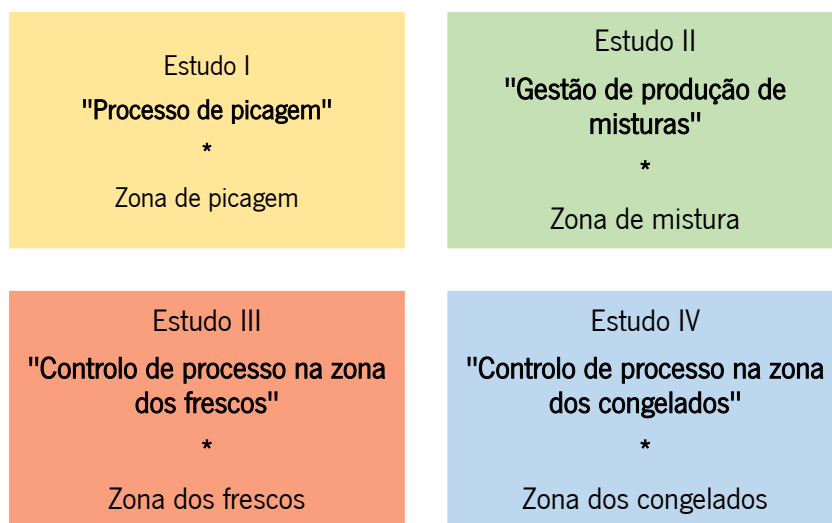 Estudo I
"Processo de picagem"
*
Zona de picagem
Estudo II
"Gestão de produção de
misturas"
*
Zona de mistura
Estudo III
"Controlo de processo na zona
dos frescos"
*
Zona dos frescos
Estudo IV
"Controlo de processo na zona
dos congelados"
*
Zona dos congelados